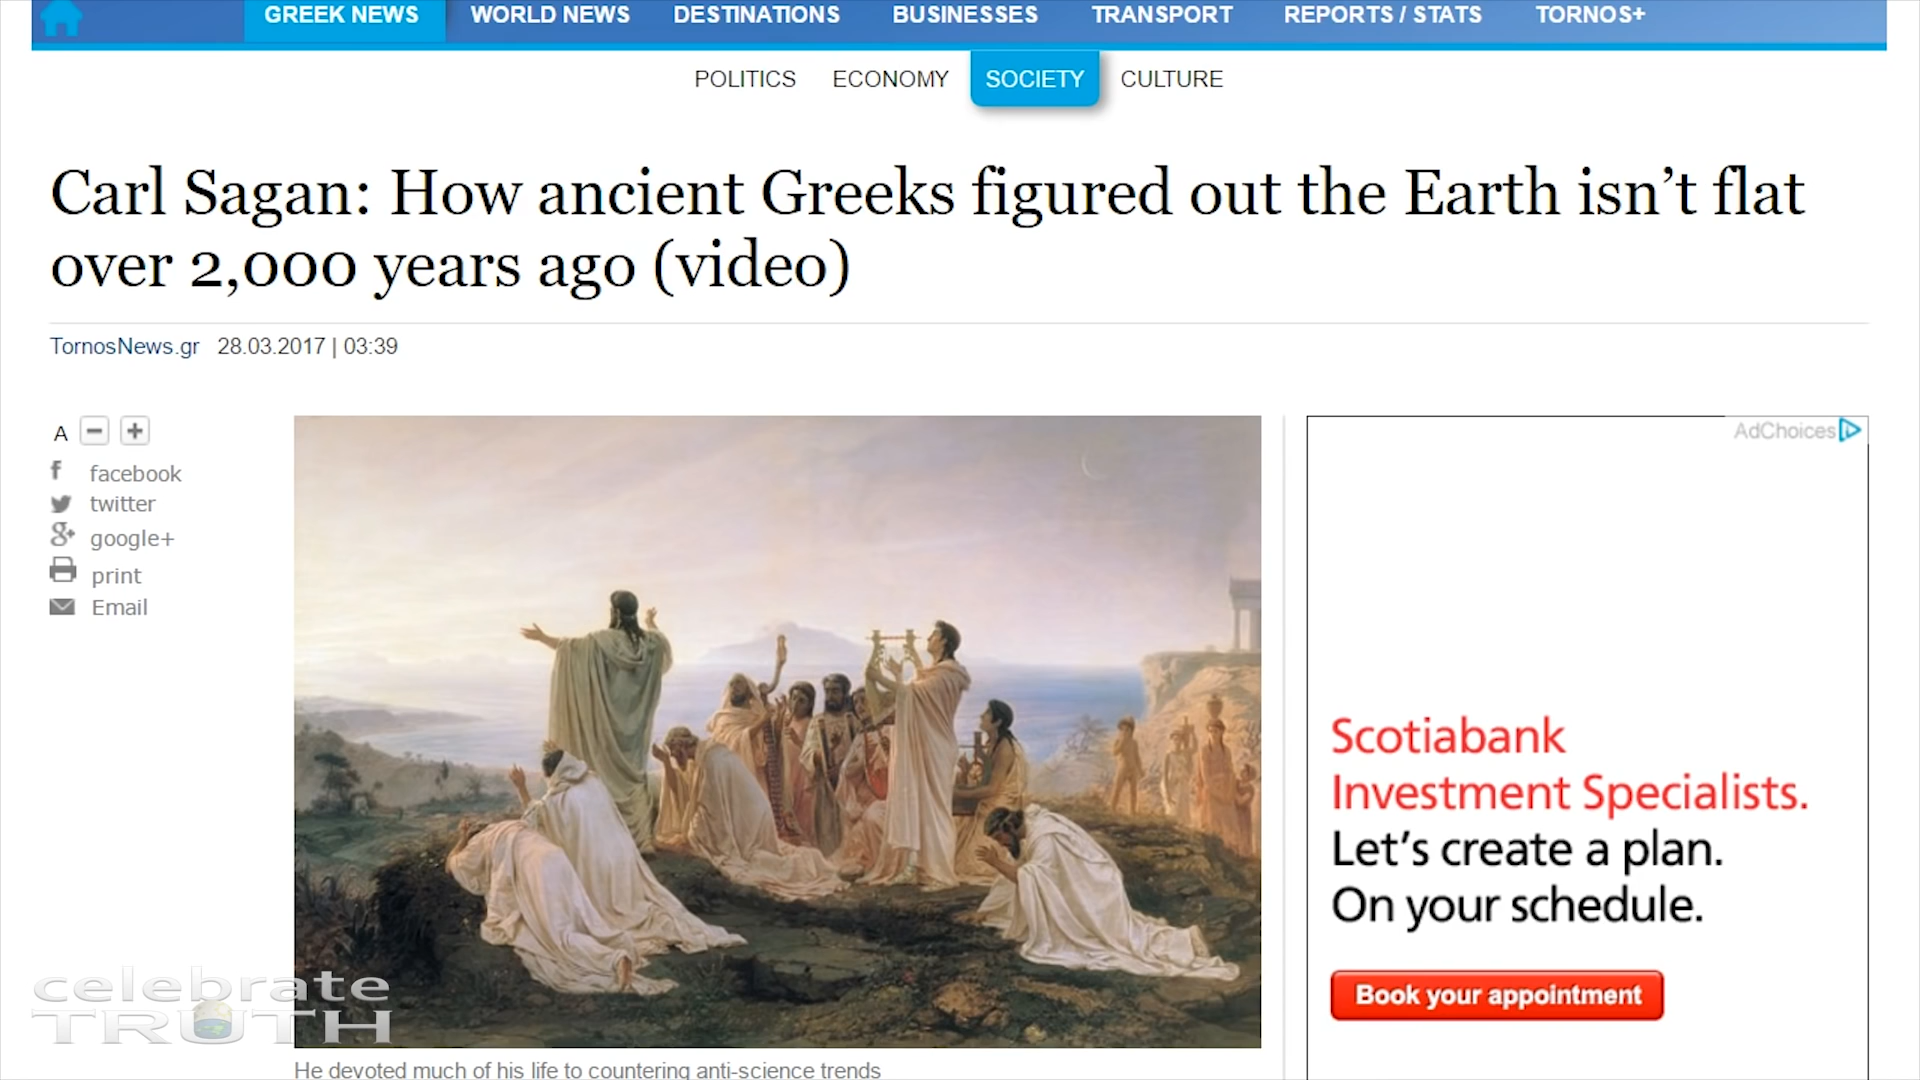 GREEK NEWS WORLD NEWS DESTINATIONS BUSINESSES TRANSPORT REPORTS / STATS TORNOS+
POLITICS ECONOMY SOCIETY CULTURE
Carl Sagan: How ancient Greeks figured out the Earth isn’t flat
over 2,000 years ago (video)
TornosNews.gr 28.03.2017 | 03:39
A
facebook
twitter
google+
print
Email
AdChoices
Scotiabank
Investment Specialists.
Let’s create a plan.
On your schedule.
Book your appointment
celebrate
TRUTH
He devoted much of his life to countering anti-science trends